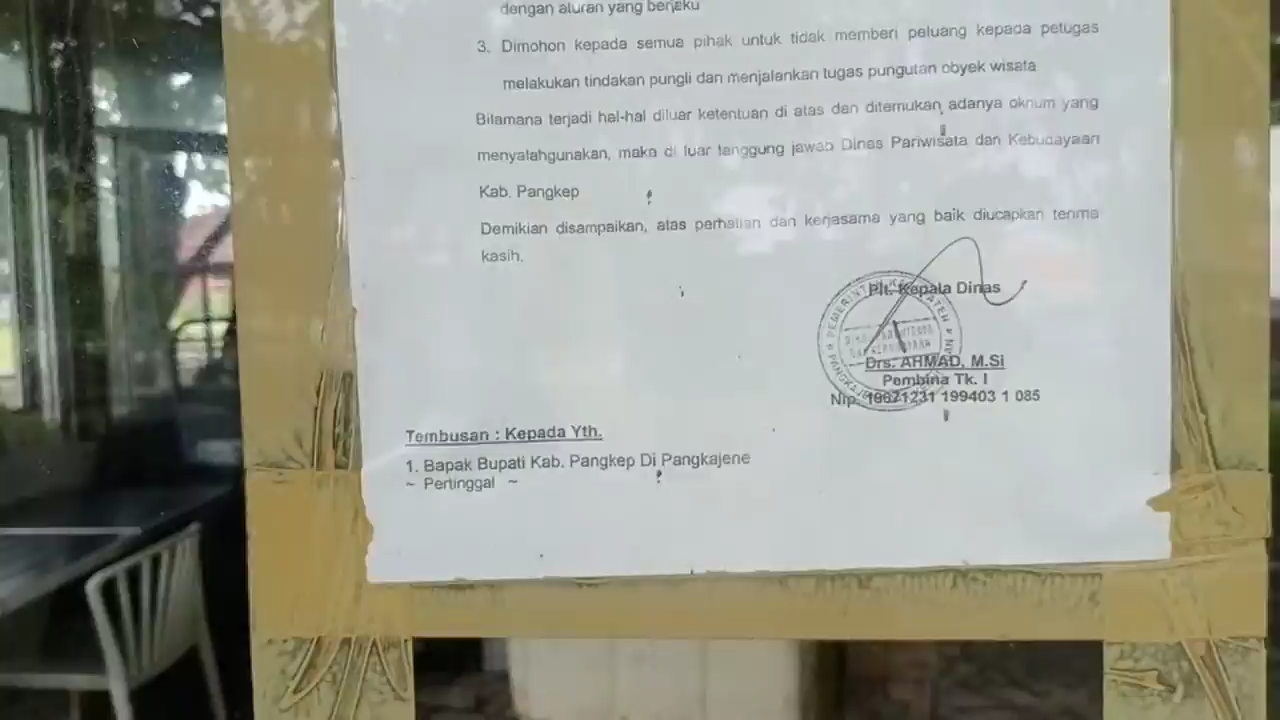 dengan aturan yang berlaku
3. Dimohon kepada semua pihak untuk tidak memberi peluang kepada petugas
melakukan tindakan pungli dan menjalankan tugas pungutan obyek wisata
Bilamana terjadi hal-hal diluar ketentuan di atas dan ditemukan adanya oknum yang
menyalahgunakan, maka di luar tanggung jawab Dinas Pariwisata dan Kebudayaan
Kab. Pangkep
Demikian disampaikan, atas perhatian dan kerjasama yang baik diucapkan terima
kasih.
Plt. Kepala Dinas
Drs. AHMAD, M.Si
Pembina Tk. I
Nip. 19671231 199403 1 085
Tembusan : Kepada Yth.
1. Bapak Bupati Kab. Pangkep Di Pangkajene
~ Pertinggal ~